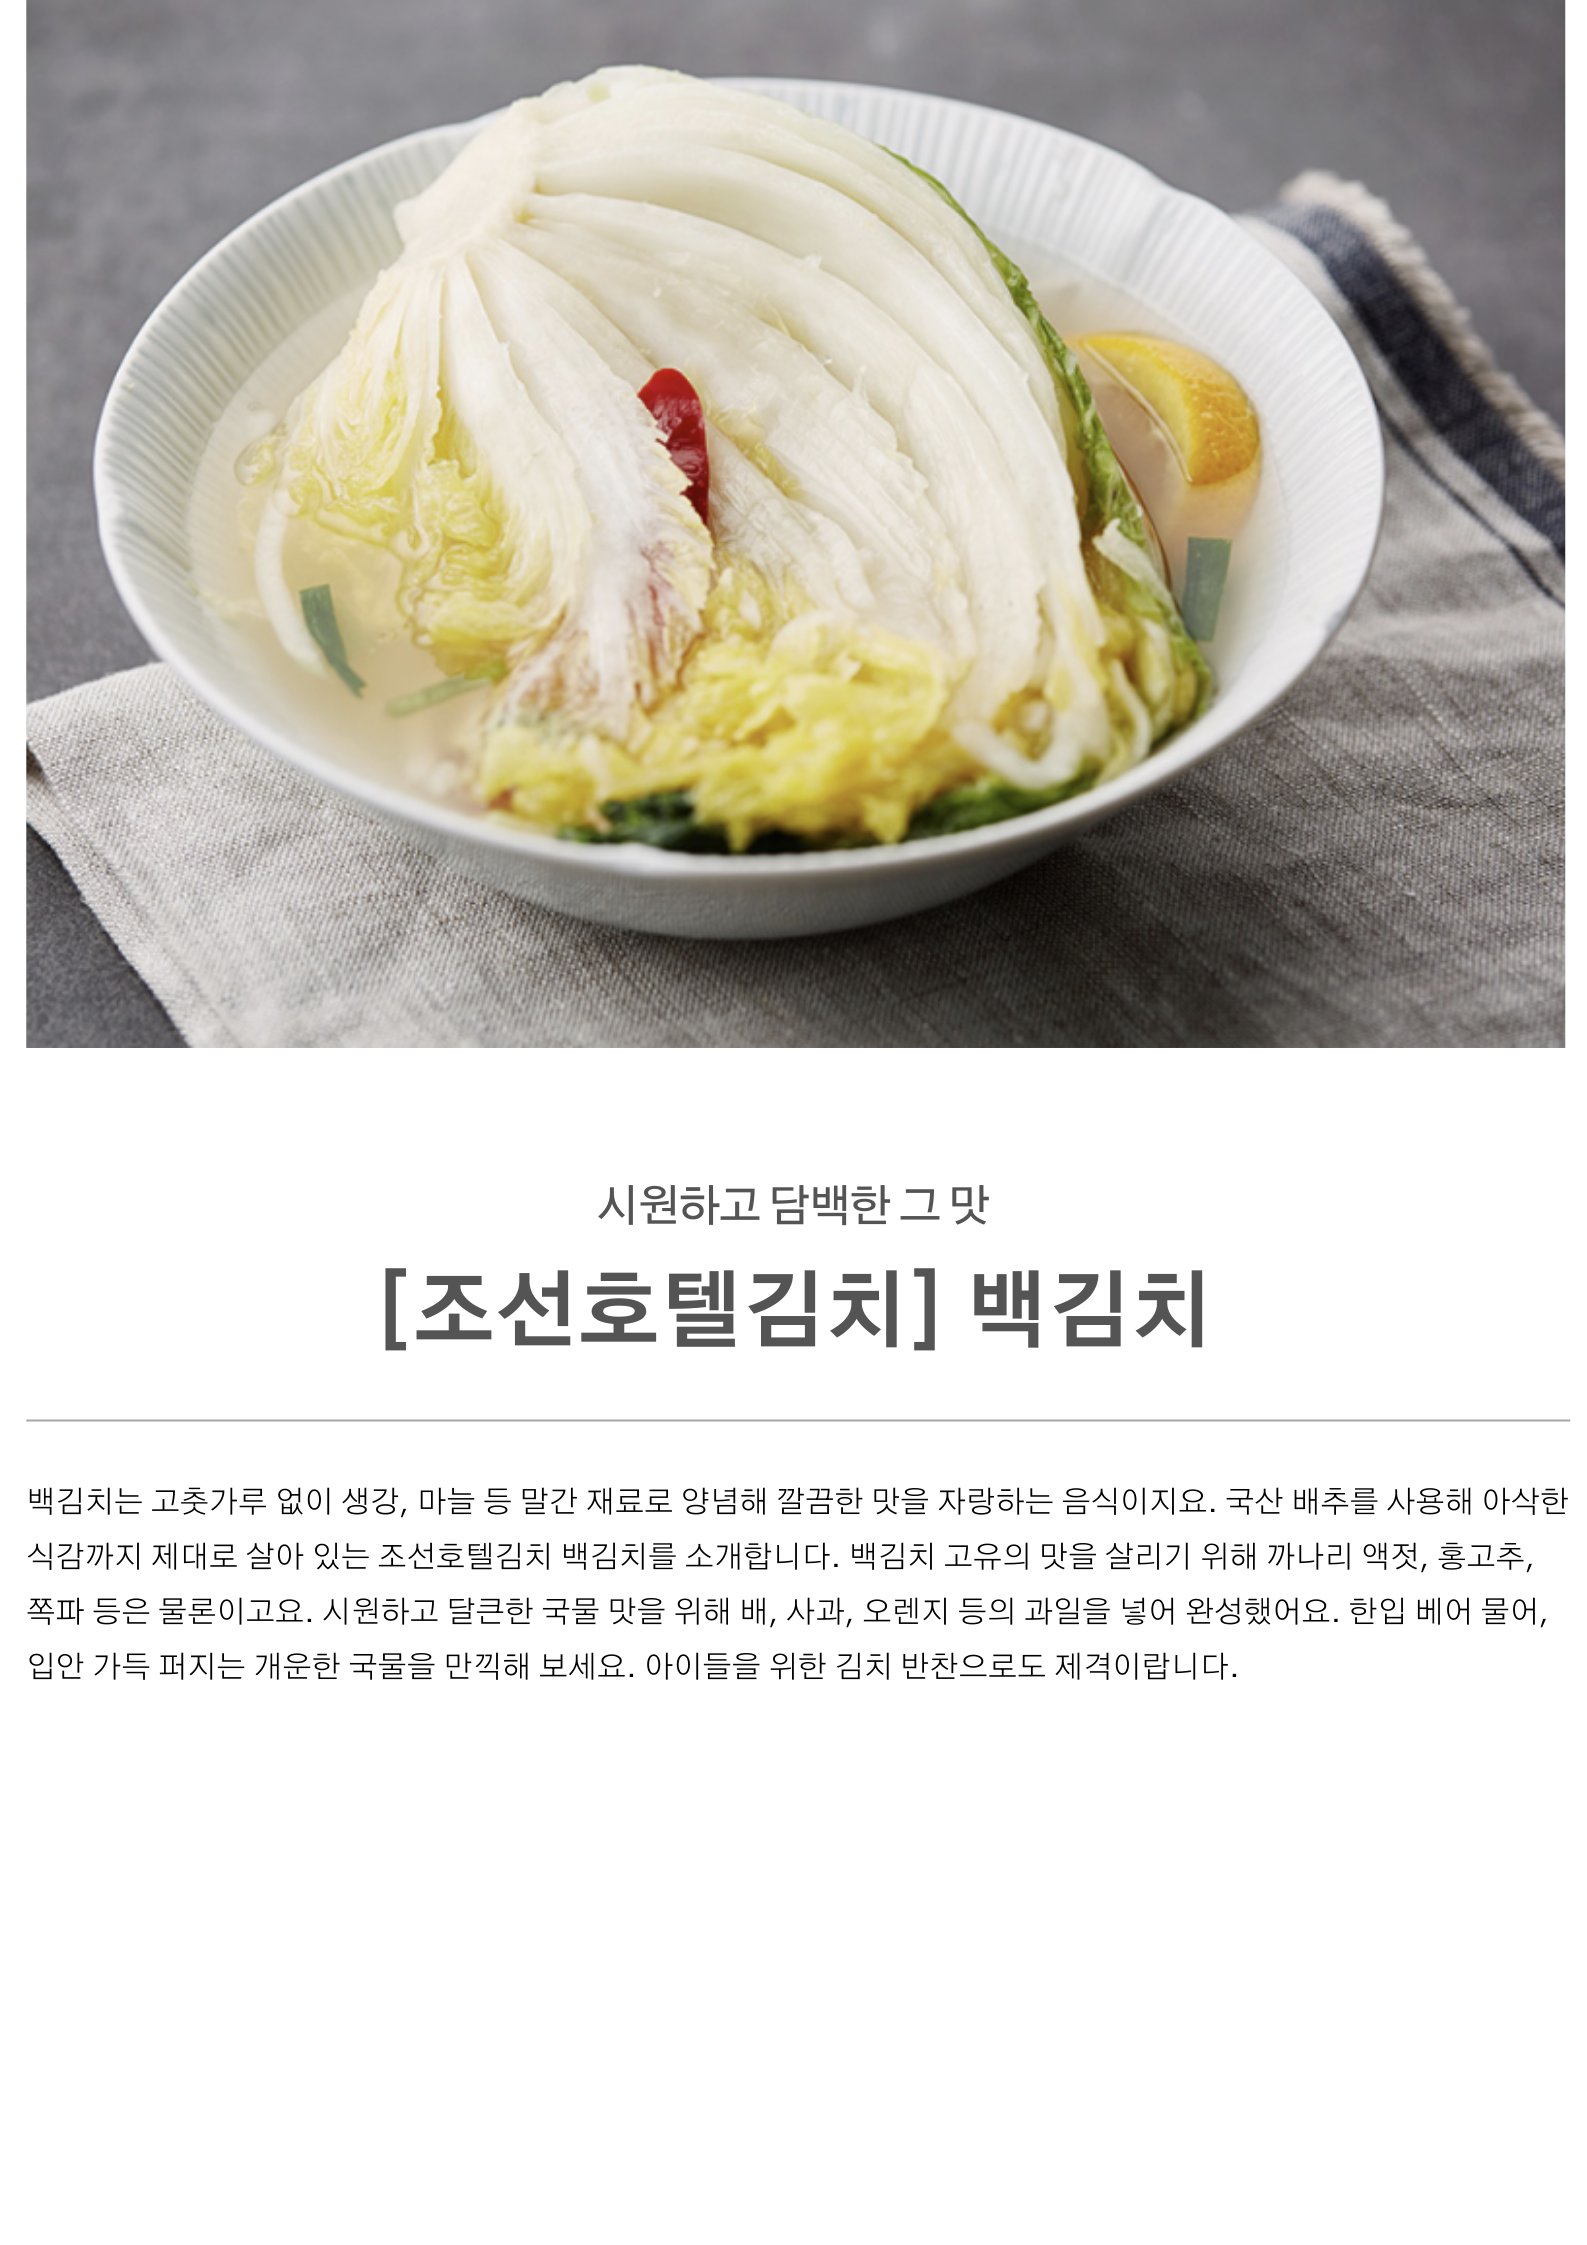 시원하고 담백한 그 맛
[조선호텔김치] 백김치
백김치는 고춧가루 없이 생강, 마늘 등 말간 재료로 양념해 깔끔한 맛을 자랑하는 음식이지요. 국산 배추를 사용해 아삭한
식감까지 제대로 살아 있는 조선호텔김치 백김치를 소개합니다. 백김치 고유의 맛을 살리기 위해 까나리 액젓, 홍고추,
쪽파 등은 물론이고요. 시원하고 달큰한 국물 맛을 위해 배, 사과, 오렌지 등의 과일을 넣어 완성했어요. 한입 베어 물어,
입안 가득 퍼지는 개운한 국물을 만끽해 보세요. 아이들을 위한 김치 반찬으로도 제격이랍니다.